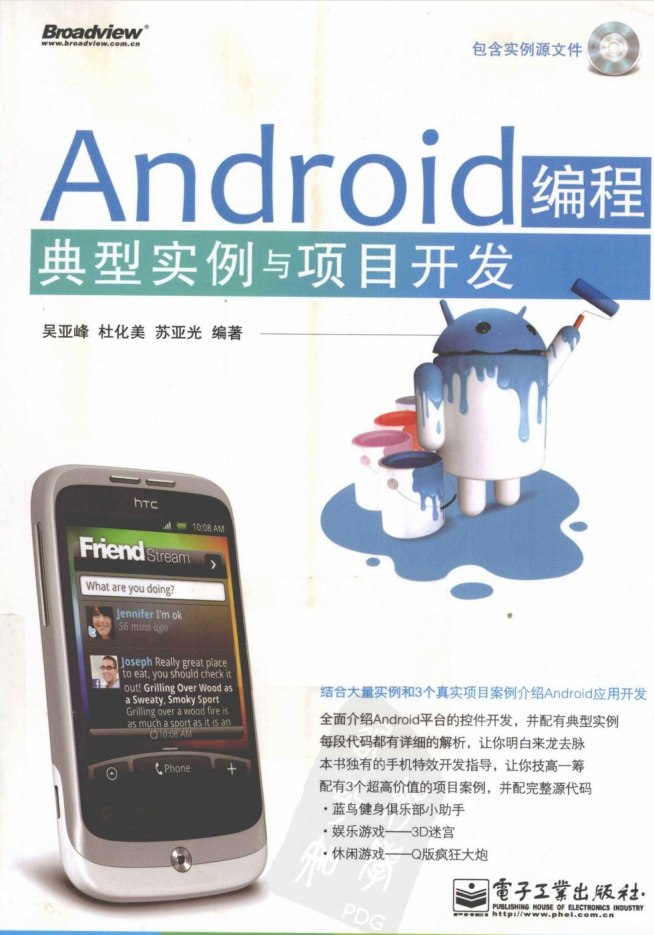 Broadview®
www.broadview.com.cn
包含实例源文件
Android编程
典型实例与项目开发
吴亚峰 杜化美 苏亚光 编著
hTC
10:08 AM
Friend Stream
What are you doing?
Jennifer I'm ok
56 mins ago
Joseph Really great place
to eat, you should check it
out! Grilling Over Wood as
a Sweaty, Smoky Sport
Grilling over a wood fire is
as much a sport as it is an
10:08 AM
Phone
结合大量实例和3个真实项目案例介绍Android应用开发
全面介绍Android平台的控件开发，并配有典型实例
每段代码都有详细的解析，让你明白来龙去脉
本书独有的手机特效开发指导，让你技高一筹
配有3个超高价值的项目案例，并配完整源代码
·蓝鸟健身俱乐部小助手
·娱乐游戏——3D迷宫
·休闲游戏——Q版疯狂大炮
PDG
電子工業出版社·
PUBLISHING HOUSE OF ELECTRONICS INDUSTRY
http://www.phei.com.cn